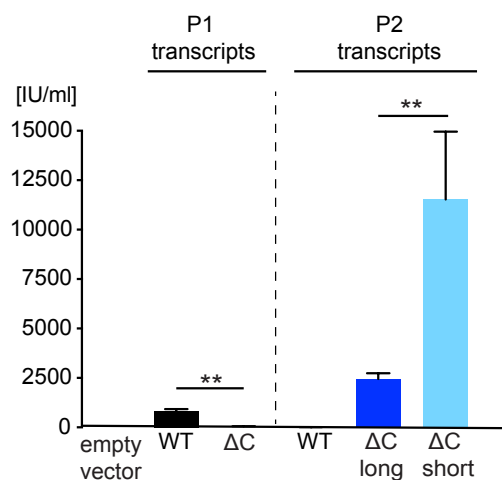 P1 transcripts
P2 transcripts
[IU/ml]
15000
12500
10000
7500
5000
2500
0
**
**
empty vector
WT
ΔC
WT
ΔC long
ΔC short